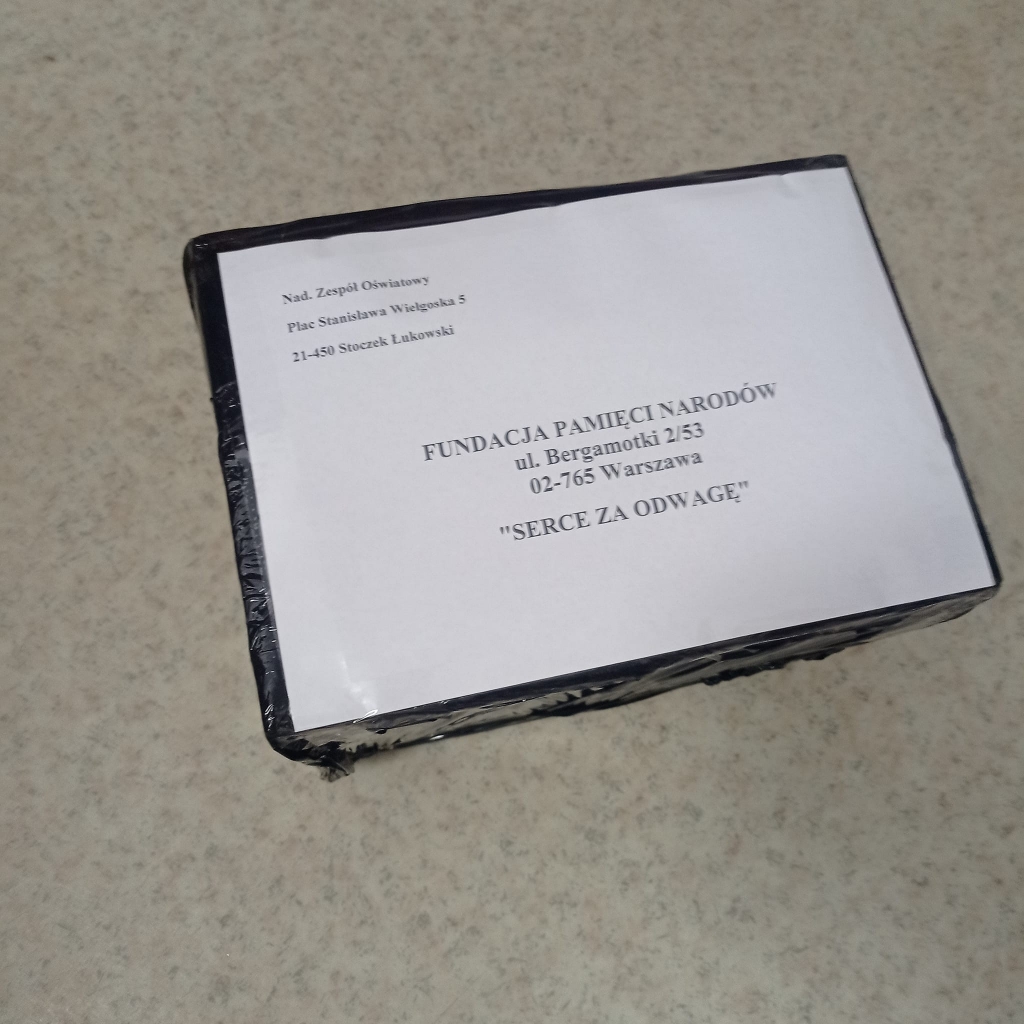 Nad. Zespół Oświatowy
Plac Stanisława Wielgoska 5
21-450 Stoczek Łukowski
FUNDACJA PAMIĘCI NARODÓW
ul. Bergamotki 2/53
02-765 Warszawa
"SERCE ZA ODWAGĘ"